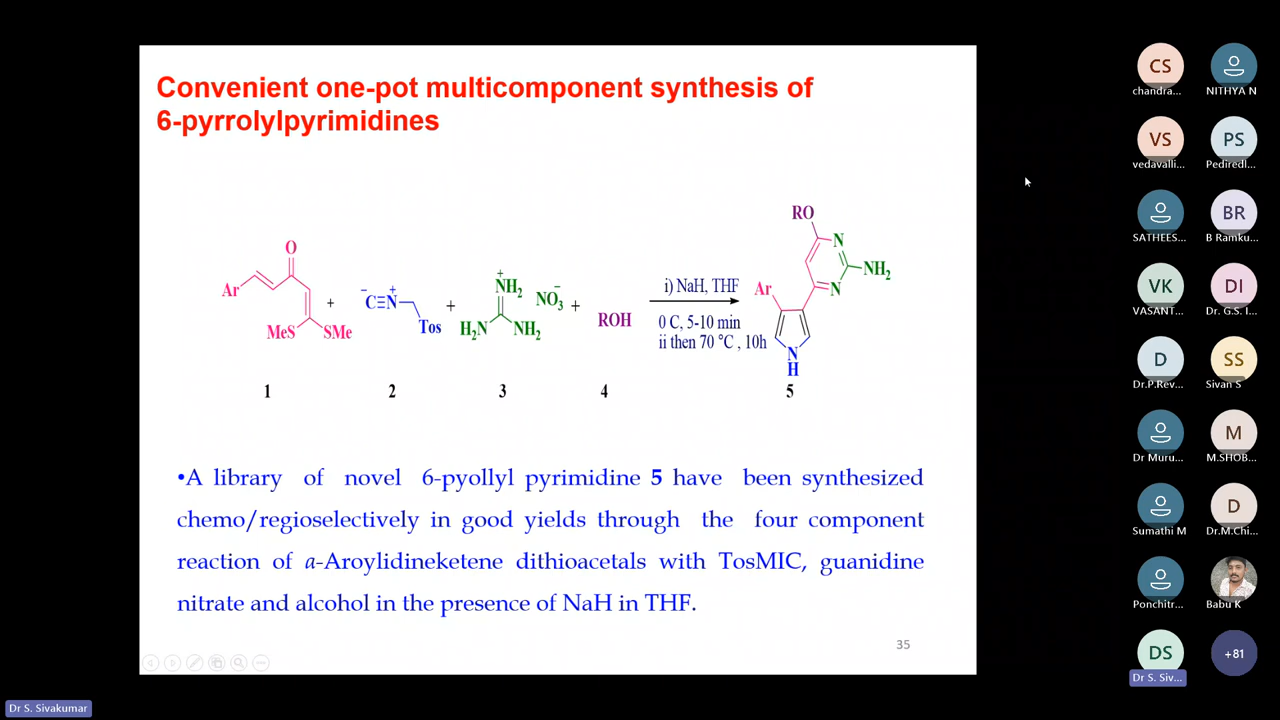 Convenient one-pot multicomponent synthesis of
6-pyrrolylpyrimidines
O
Ar
MeS
SMe
+
− +
C≡N
Tos
+
+
NH2
H2N
NH2
−
NO3
+
ROH
i) NaH, THF
0 C, 5-10 min
ii then 70 °C , 10h
RO
N
NH2
N
Ar
N
H
1
2
3
4
5
•A library of novel 6-pyollyl pyrimidine 5 have been synthesized
chemo/regioselectively in good yields through the four component
reaction of a-Aroylidineketene dithioacetals with TosMIC, guanidine
nitrate and alcohol in the presence of NaH in THF.
35
CS
chandra...
NITHYA N
VS
vedavalli...
PS
Pediredl...
SATHEES...
BR
B Ramku...
VK
VASANT...
DI
Dr. G.S. I...
D
Dr.P.Rev...
SS
Sivan S
Dr Muru...
M
M.SHOB...
Sumathi M
D
Dr.M.Chi...
Ponchitr...
Babu K
DS
Dr S. Siv...
+81
Dr S. Sivakumar